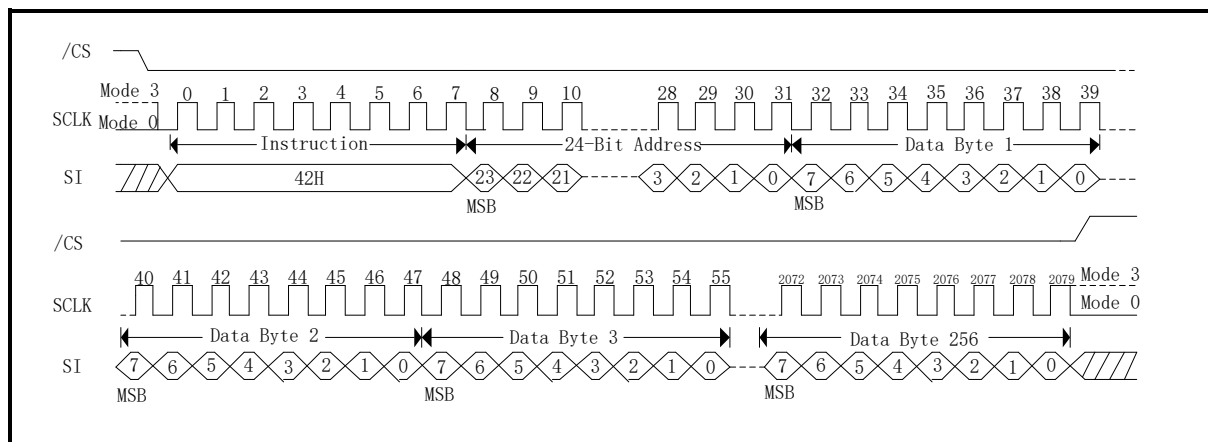 /CS
Mode 3 0 1 2 3 4 5 6 7 8 9 10 28 29 30 31 32 33 34 35 36 37 38 39
SCLK Mode 0
Instruction 24-Bit Address Data Byte 1
SI 42H 23 22 21 3 2 1 0 7 6 5 4 3 2 1 0
MSB MSB
/CS
40 41 42 43 44 45 46 47 48 49 50 51 52 53 54 55 2072 2073 2074 2075 2076 2077 2078 2079 Mode 3
SCLK Mode 0
Data Byte 2 Data Byte 3 Data Byte 256
SI 7 6 5 4 3 2 1 0 7 6 5 4 3 2 1 0 7 6 5 4 3 2 1 0
MSB MSB MSB